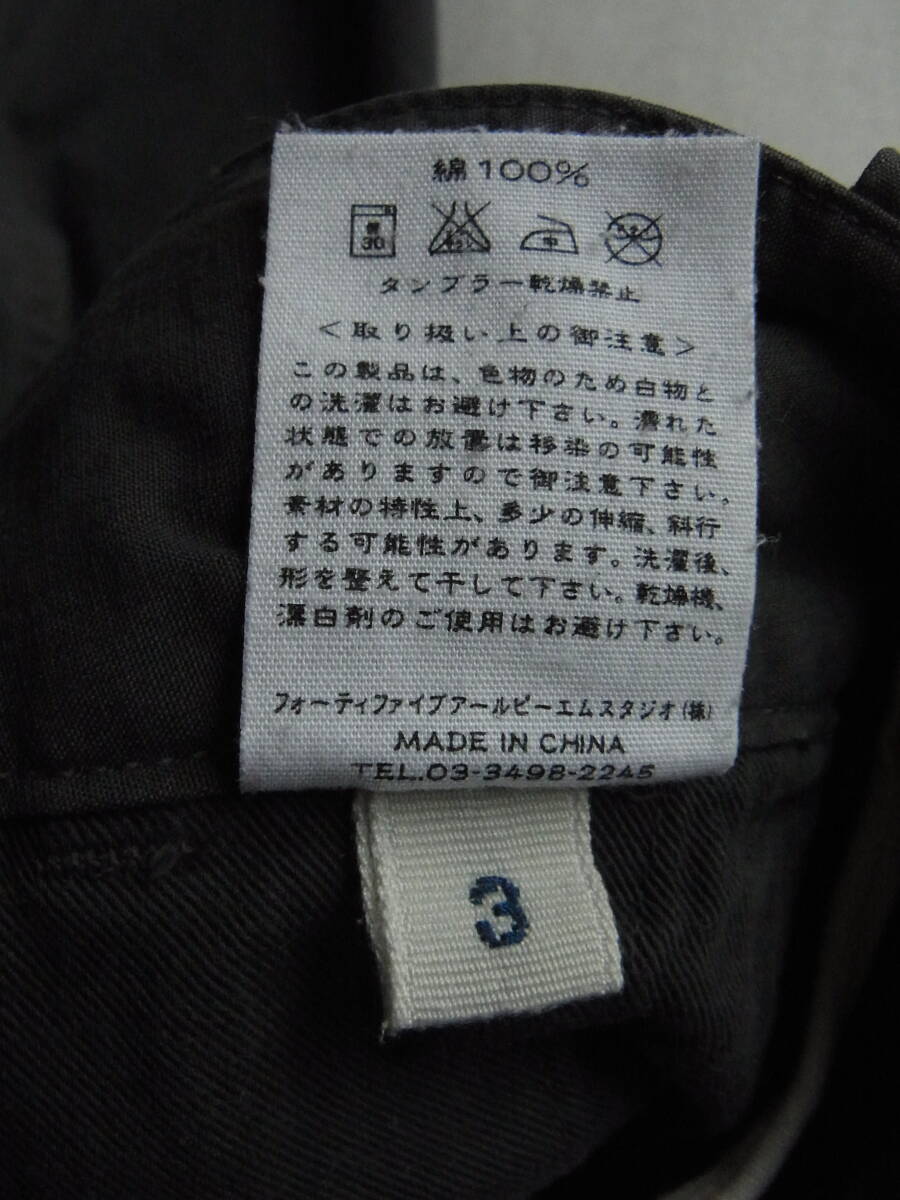 綿100%
30
中
タンブラー乾燥禁止
<取り扱い上の御注意>
この製品は、色物のため白物と
の洗濯はお避け下さい。濡れた
状態での放置は移染の可能性
がありますので御注意下さい。
素材の特性上、多少の伸縮、斜行
する可能性があります。洗濯後、
形を整えて干して下さい。乾燥機、
漂白剤のご使用はお避け下さい。
フォーティファイブアールピーエムスタジオ(株)
MADE IN CHINA
TEL.03-3498-2245
3